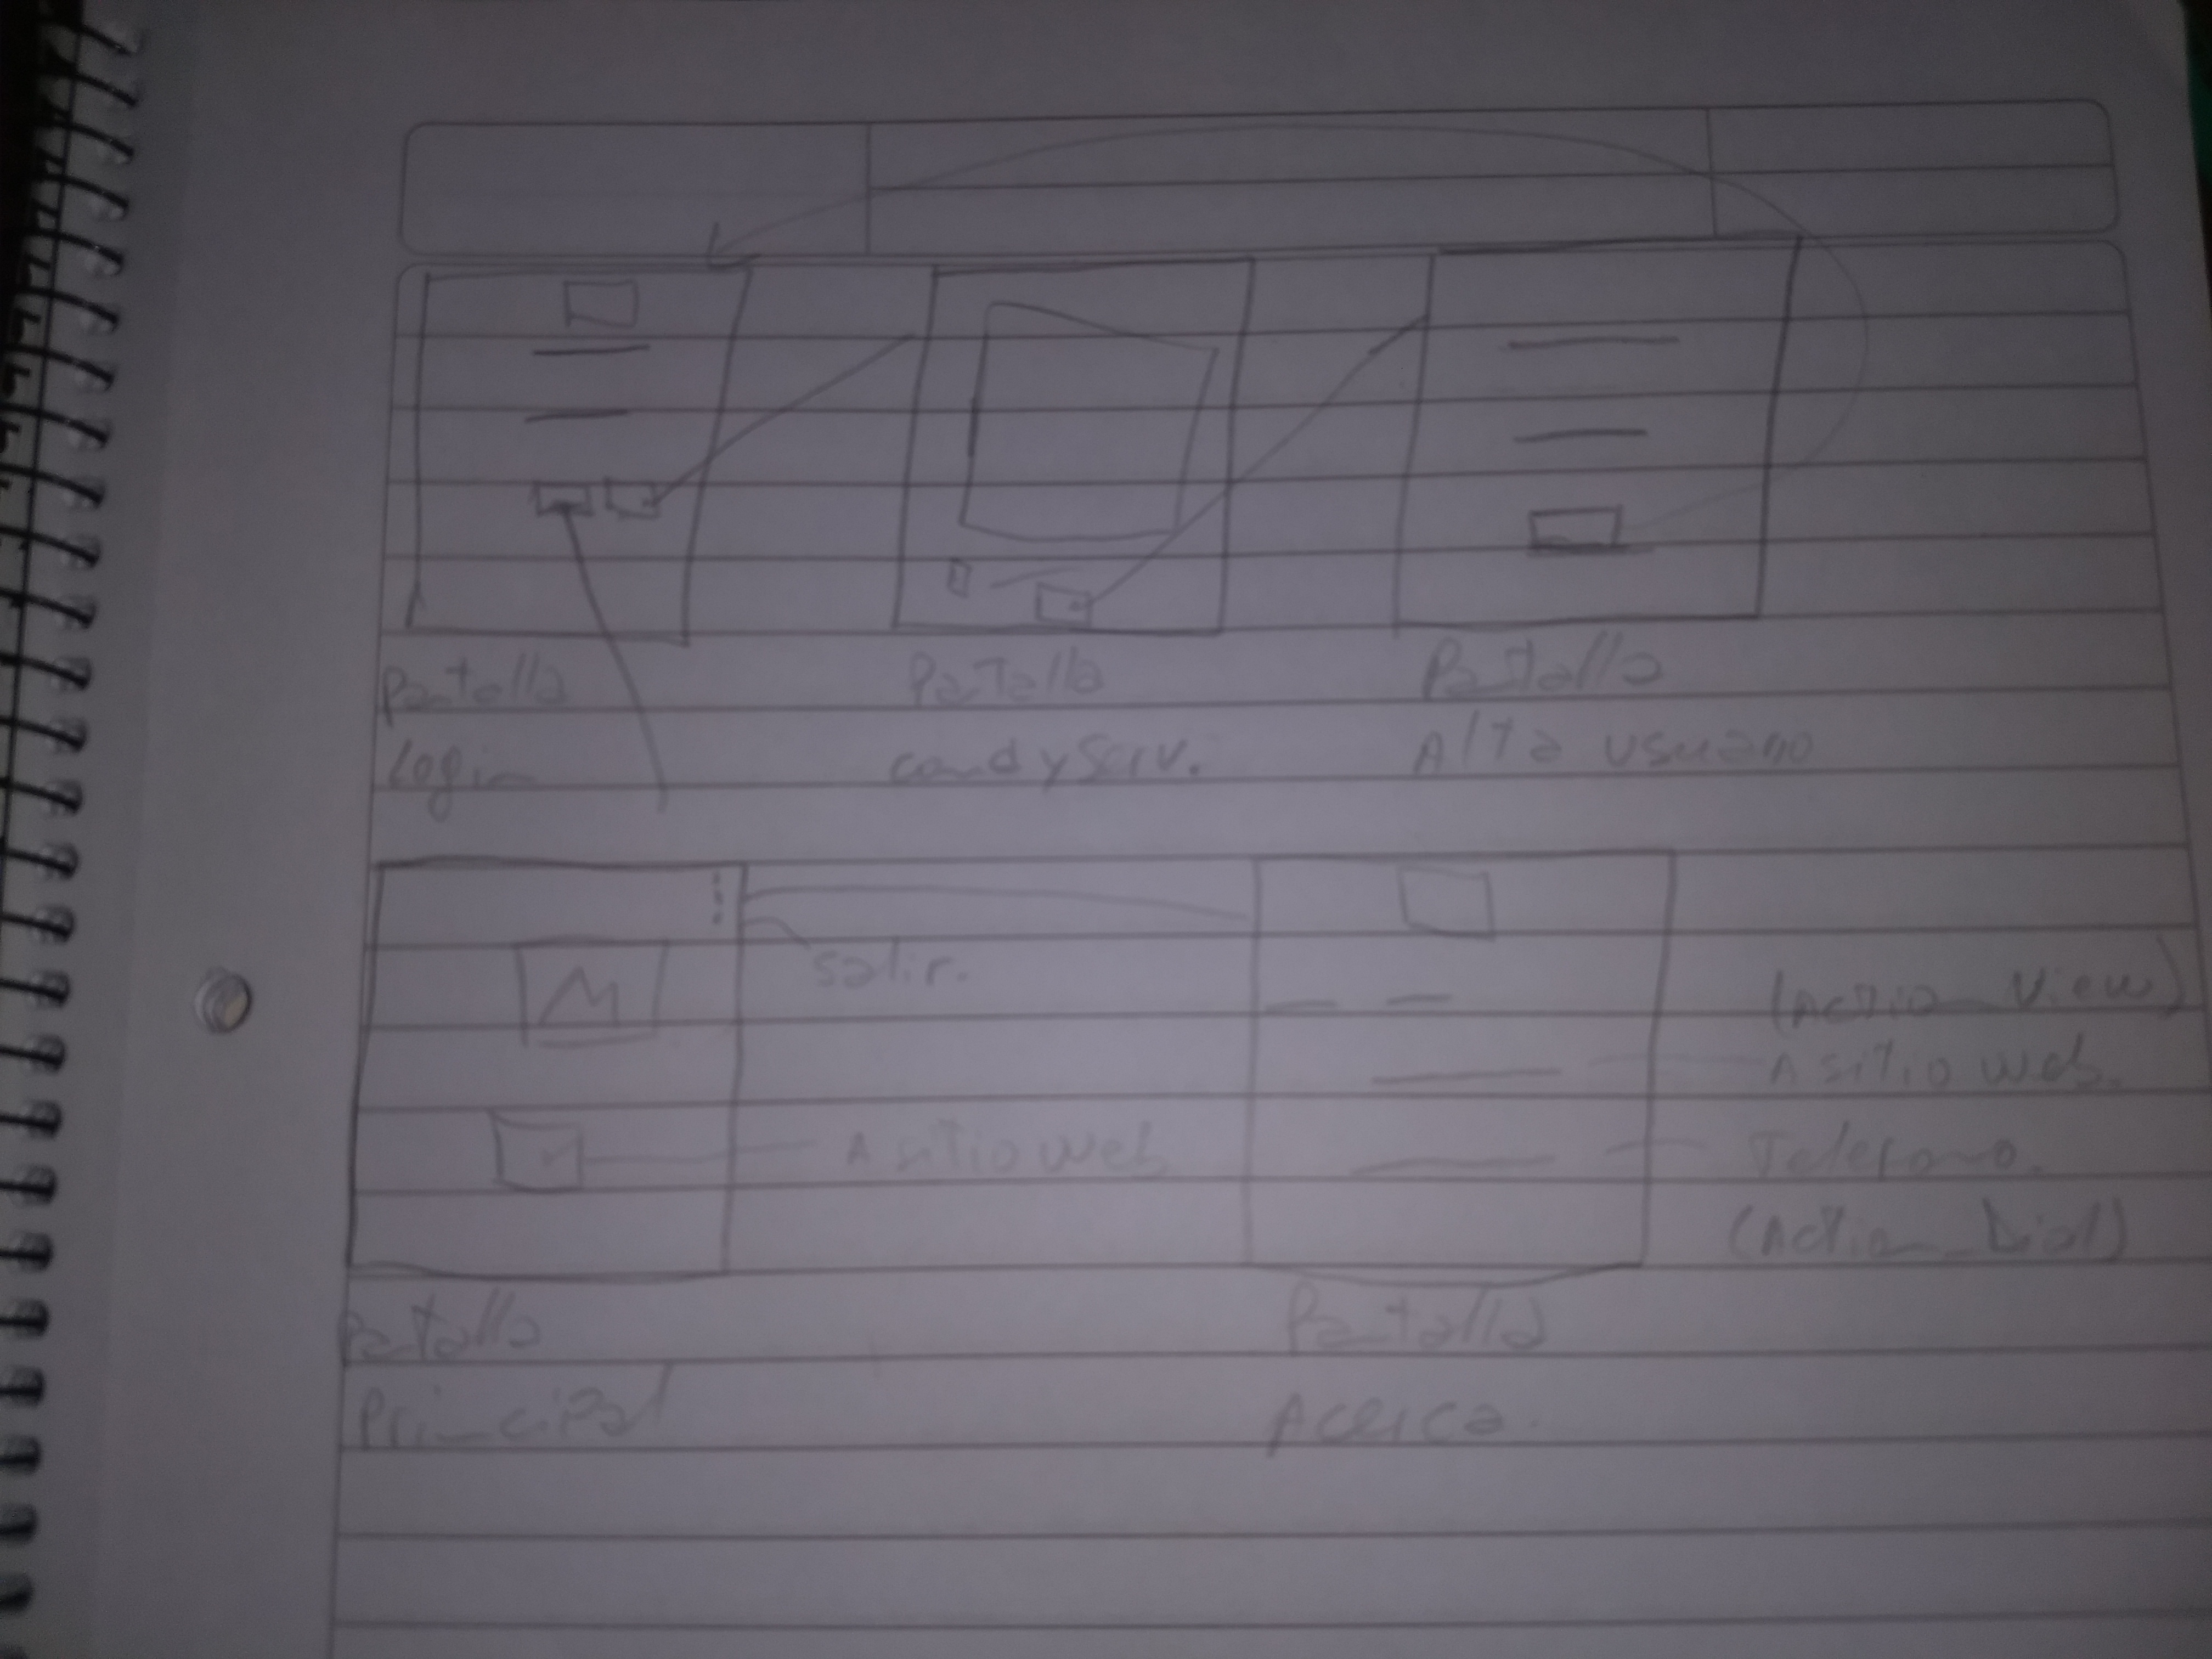 Pantalla
Login
Pantalla
cond y Serv.
Pantalla
Alta usuario
salir.
A sitio web
(Action_View)
A sitio web.
Telefono.
(Action_Dial)
Pantalla
Principal
Pantalla
Acerca.